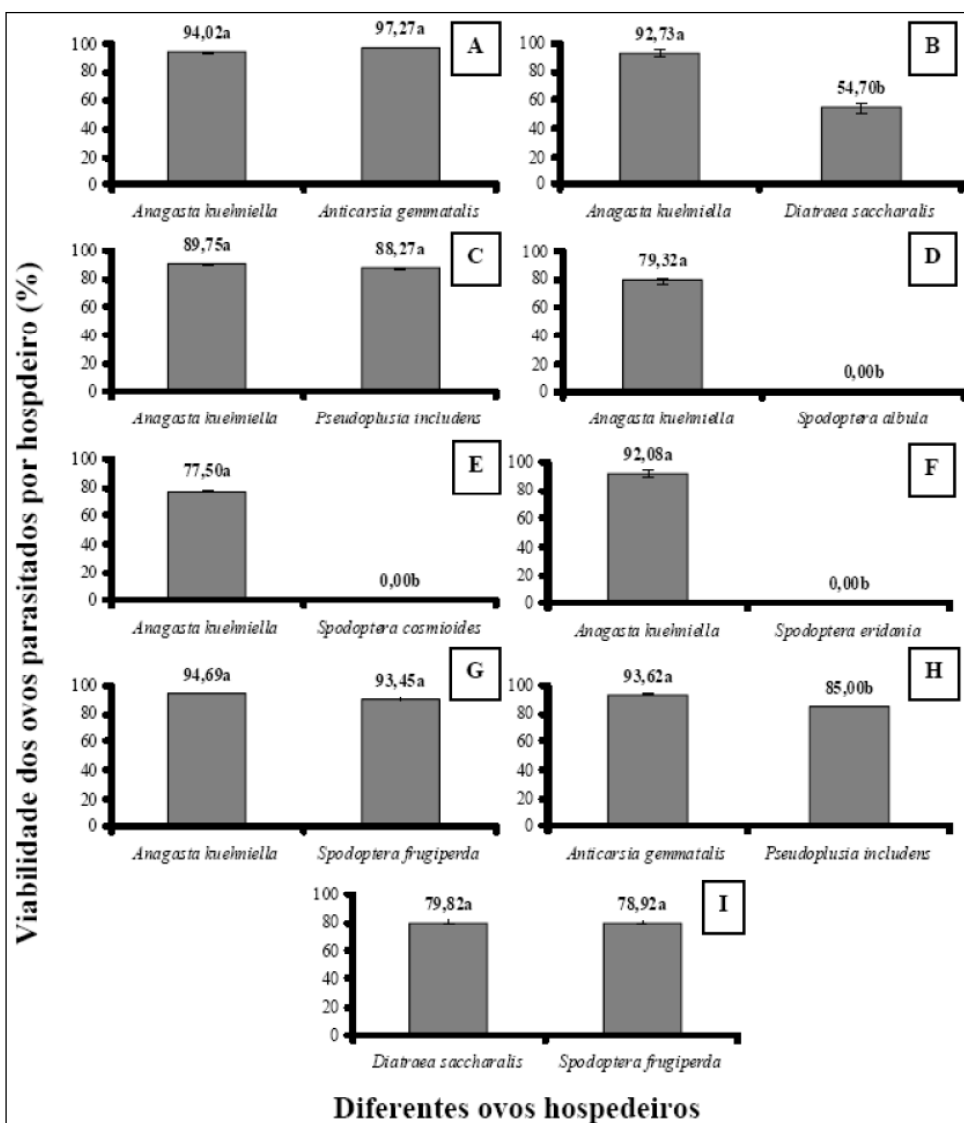 Viabilidade dos ovos parasitados por hospdeiro (%)
A
94,02a 97,27a
100
80
60
40
20
0
Anagasta kuehniella Anticarsia gemmatalis
B
92,73a 54,70b
100
80
60
40
20
0
Anagasta kuehmiella Diatraea saccharalis
C
89,75a 88,27a
100
80
60
40
20
0
Anagasta kuehmiella Pseudoplusia includens
D
79,32a 0,00b
100
80
60
40
20
0
Anagasta kuehmiella Spodoptera albula
E
77,50a 0,00b
100
80
60
40
20
0
Anagasta kuehmiella Spodoptera cosmioides
F
92,08a 0,00b
100
80
60
40
20
0
Anagasta kuehmiella Spodoptera eridania
G
94,69a 93,45a
100
80
60
40
20
0
Anagasta kuehmiella Spodoptera frugiperda
H
93,62a 85,00b
100
80
60
40
20
0
Anticarsia gemmatalis Pseudoplusia includens
I
79,82a 78,92a
100
80
60
40
20
0
Diatraea saccharalis Spodoptera frugiperda
Diferentes ovos hospedeiros